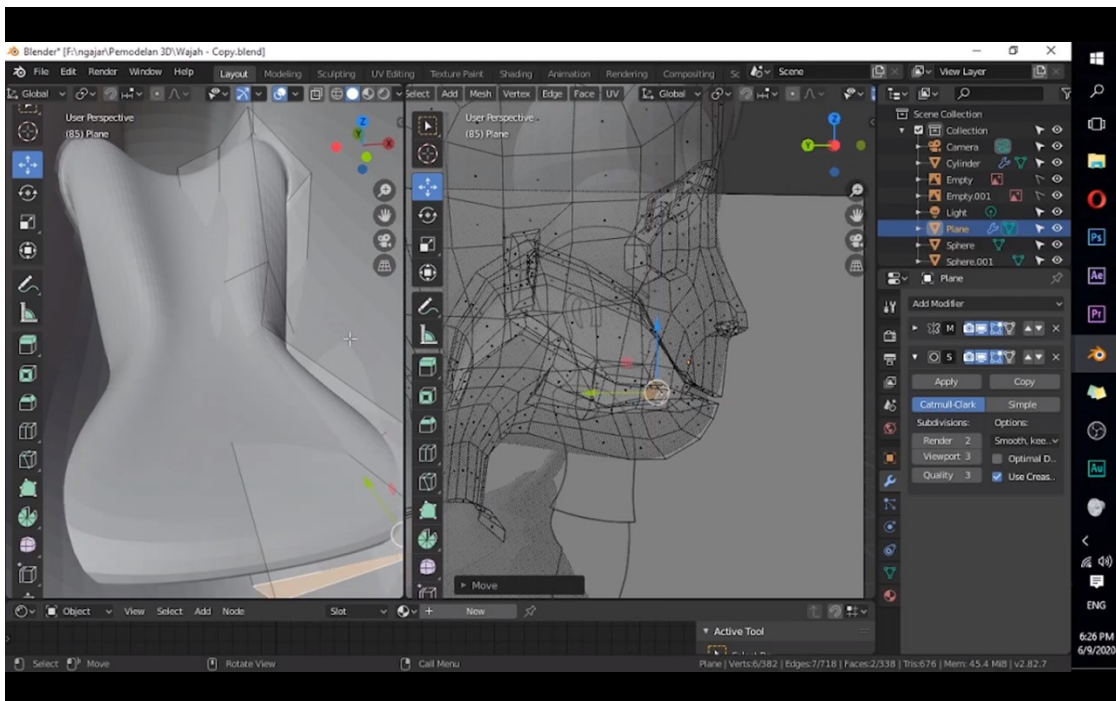 Blender* [F:\ngajar\Pemodelan 3D\Wajah - Copy.blend]
File Edit Render Window Help Layout Modeling Sculpting UV Editing Texture Paint Shading Animation Rendering Compositing Sc Scene View Layer
Global Select Add Mesh Vertex Edge Face UV Global
User Perspective
(85) Plane
Z
Y
X
User Perspective
(85) Plane
Z
Y
Scene Collection
Collection
Camera
Cylinder
Empty
Empty.001
Light
Plane
Sphere
Sphere.001
Plane
Add Modifier
M
S
Apply Copy
Catmull-Clark Simple
Subdivisions: Options:
Render 2 Smooth, kee..
Viewport 3 Optimal D..
Quality 3 Use Creas..
Move
Object View Select Add Node Slot New
Active Tool
Select Move Rotate View Call Menu Plane | Verts:6/382 | Edges:7/718 | Faces:2/338 | Tris:676 | Mem: 45.4 MiB | v2.82.7
Ps
Ae
Pr
Au
ENG
6:26 PM
6/9/2020